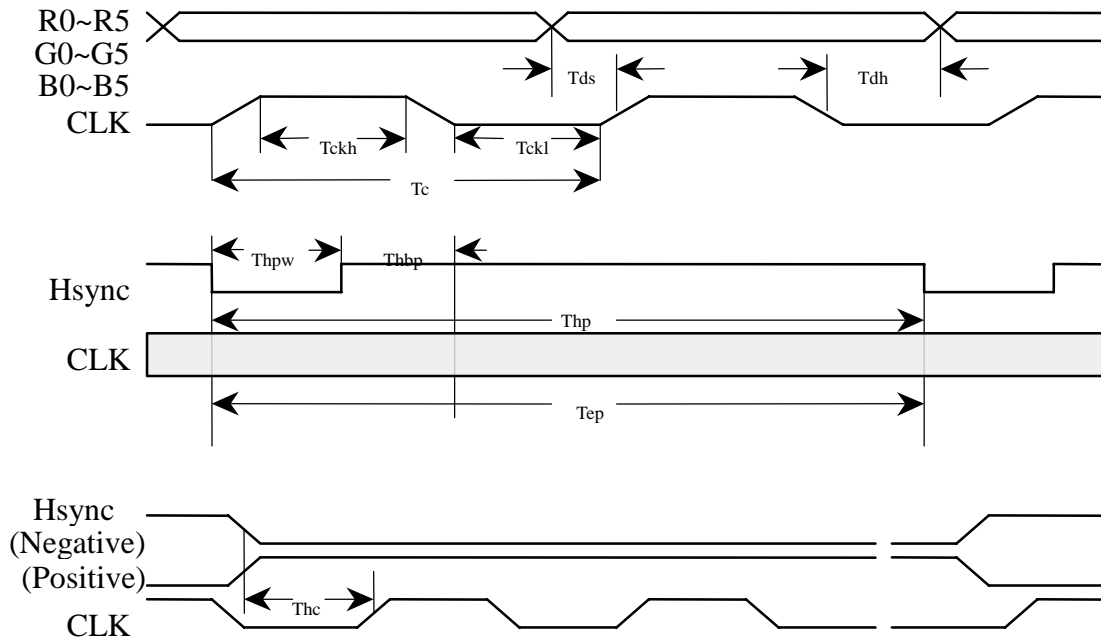 R0~R5
G0~G5
B0~B5
CLK
Tds
Tdh
Tckh
Tckl
Tc
Thpw
Thbp
Hsync
Thp
CLK
Tep
Hsync
(Negative)
(Positive)
Thc
CLK